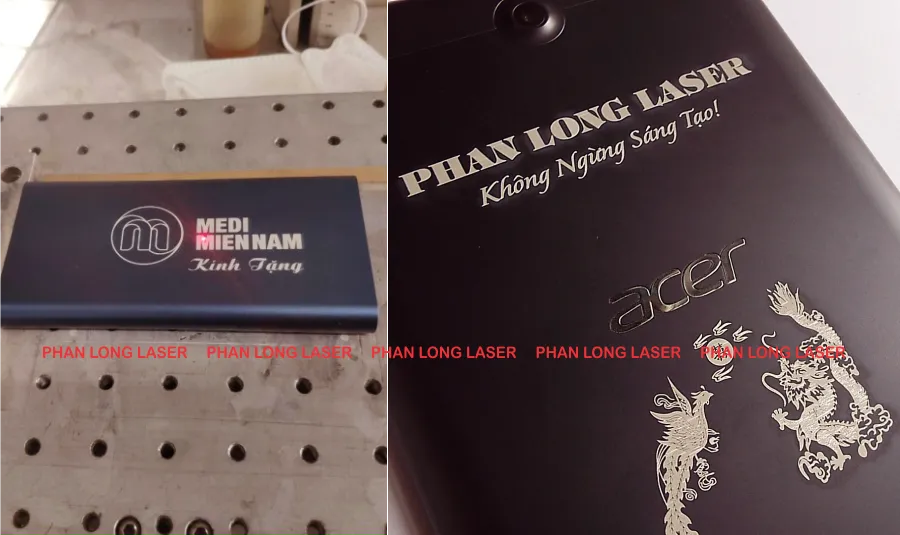 MEDI
MIEN NAM
Kính Tặng
PHAN LONG LASER
Không Ngừng Sáng Tạo!
acer
PHAN LONG LASER PHAN LONG LASER PHAN LONG LASER PHAN LONG LASER PHAN LONG LASER